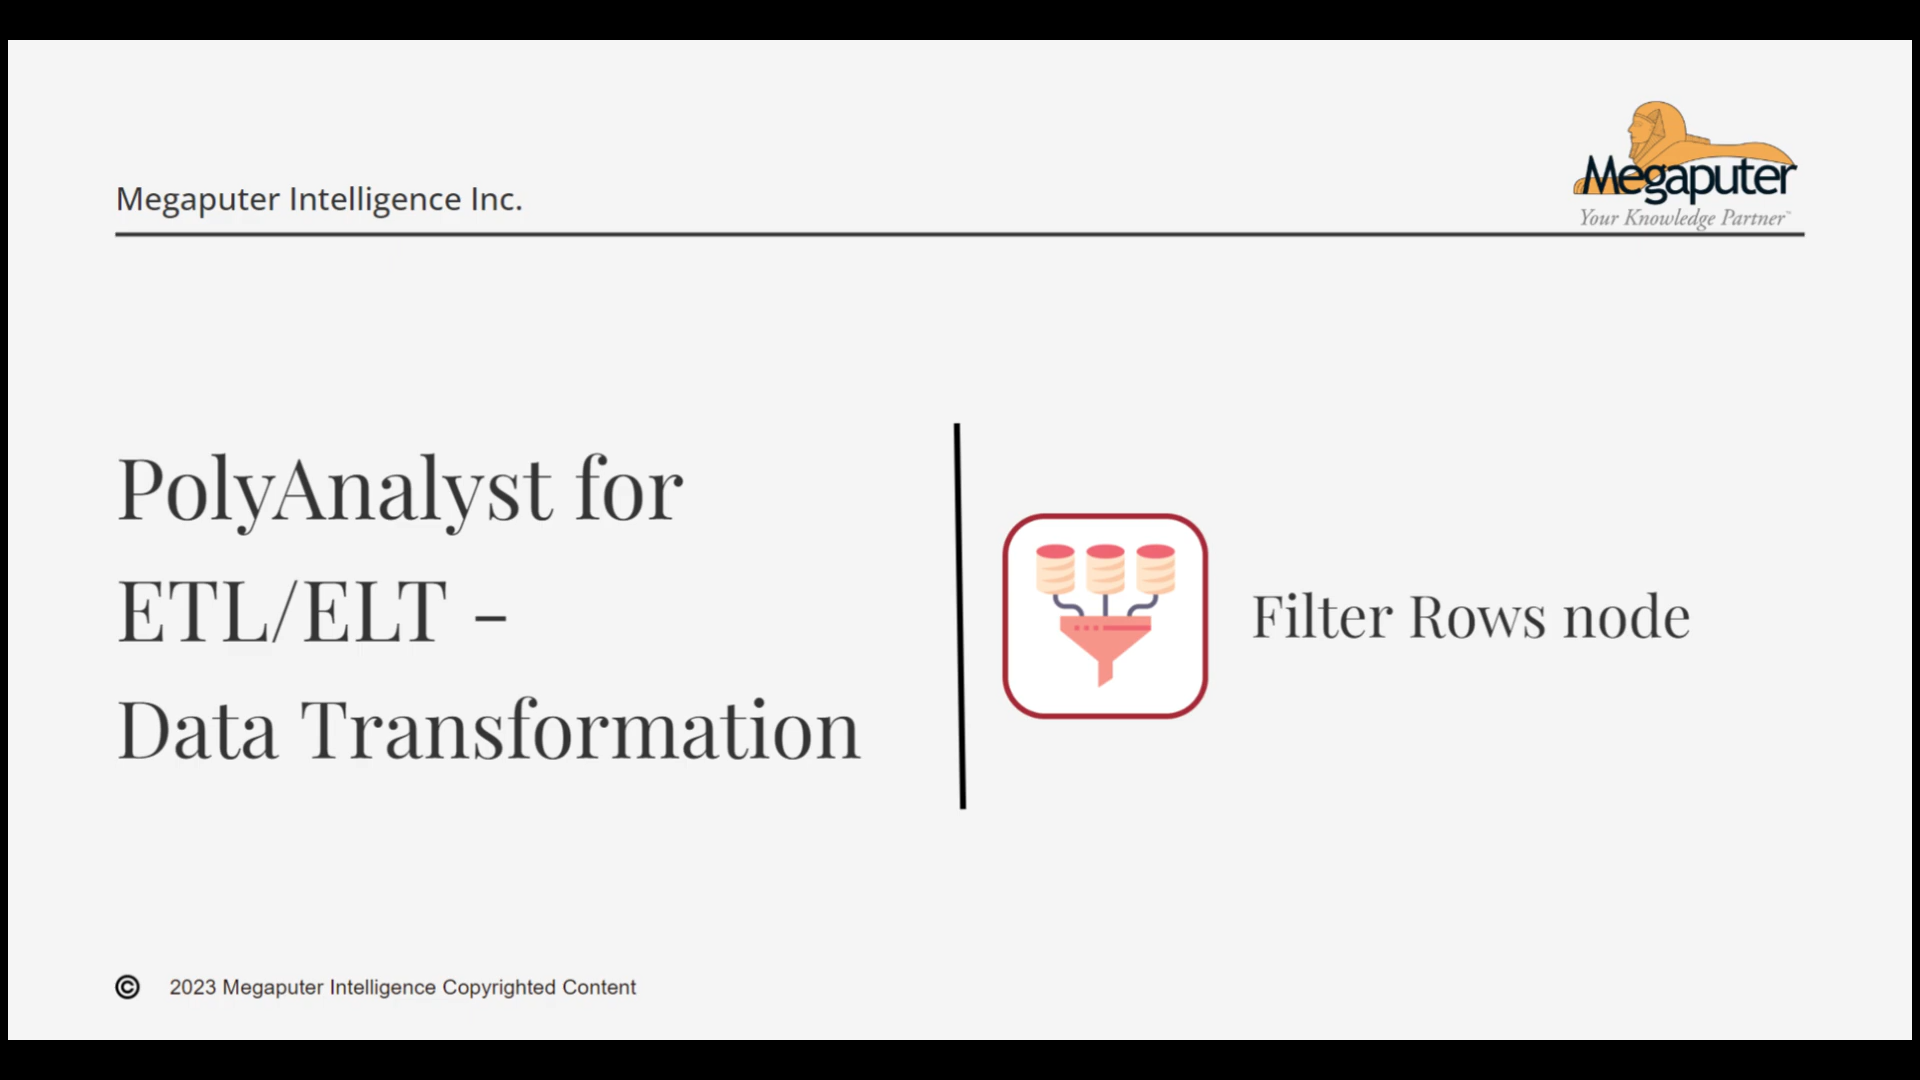 Megaputer Intelligence Inc.
Megaputer
Your Knowledge Partner™
PolyAnalyst for
ETL/ELT -
Data Transformation
Filter Rows node
© 2023 Megaputer Intelligence Copyrighted Content